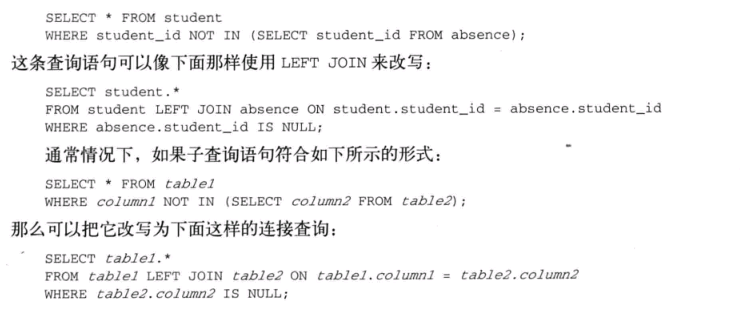 SELECT * FROM student
WHERE student_id NOT IN (SELECT student_id FROM absence);
这条查询语句可以像下面那样使用 LEFT JOIN 来改写：
SELECT student.*
FROM student LEFT JOIN absence ON student.student_id = absence.student_id
WHERE absence.student_id IS NULL;
通常情况下，如果子查询语句符合如下所示的形式：
SELECT * FROM table1
WHERE column1 NOT IN (SELECT column2 FROM table2);
那么可以把它改写为下面这样的连接查询：
SELECT table1.*
FROM table1 LEFT JOIN table2 ON table1.column1 = table2.column2
WHERE table2.column2 IS NULL;